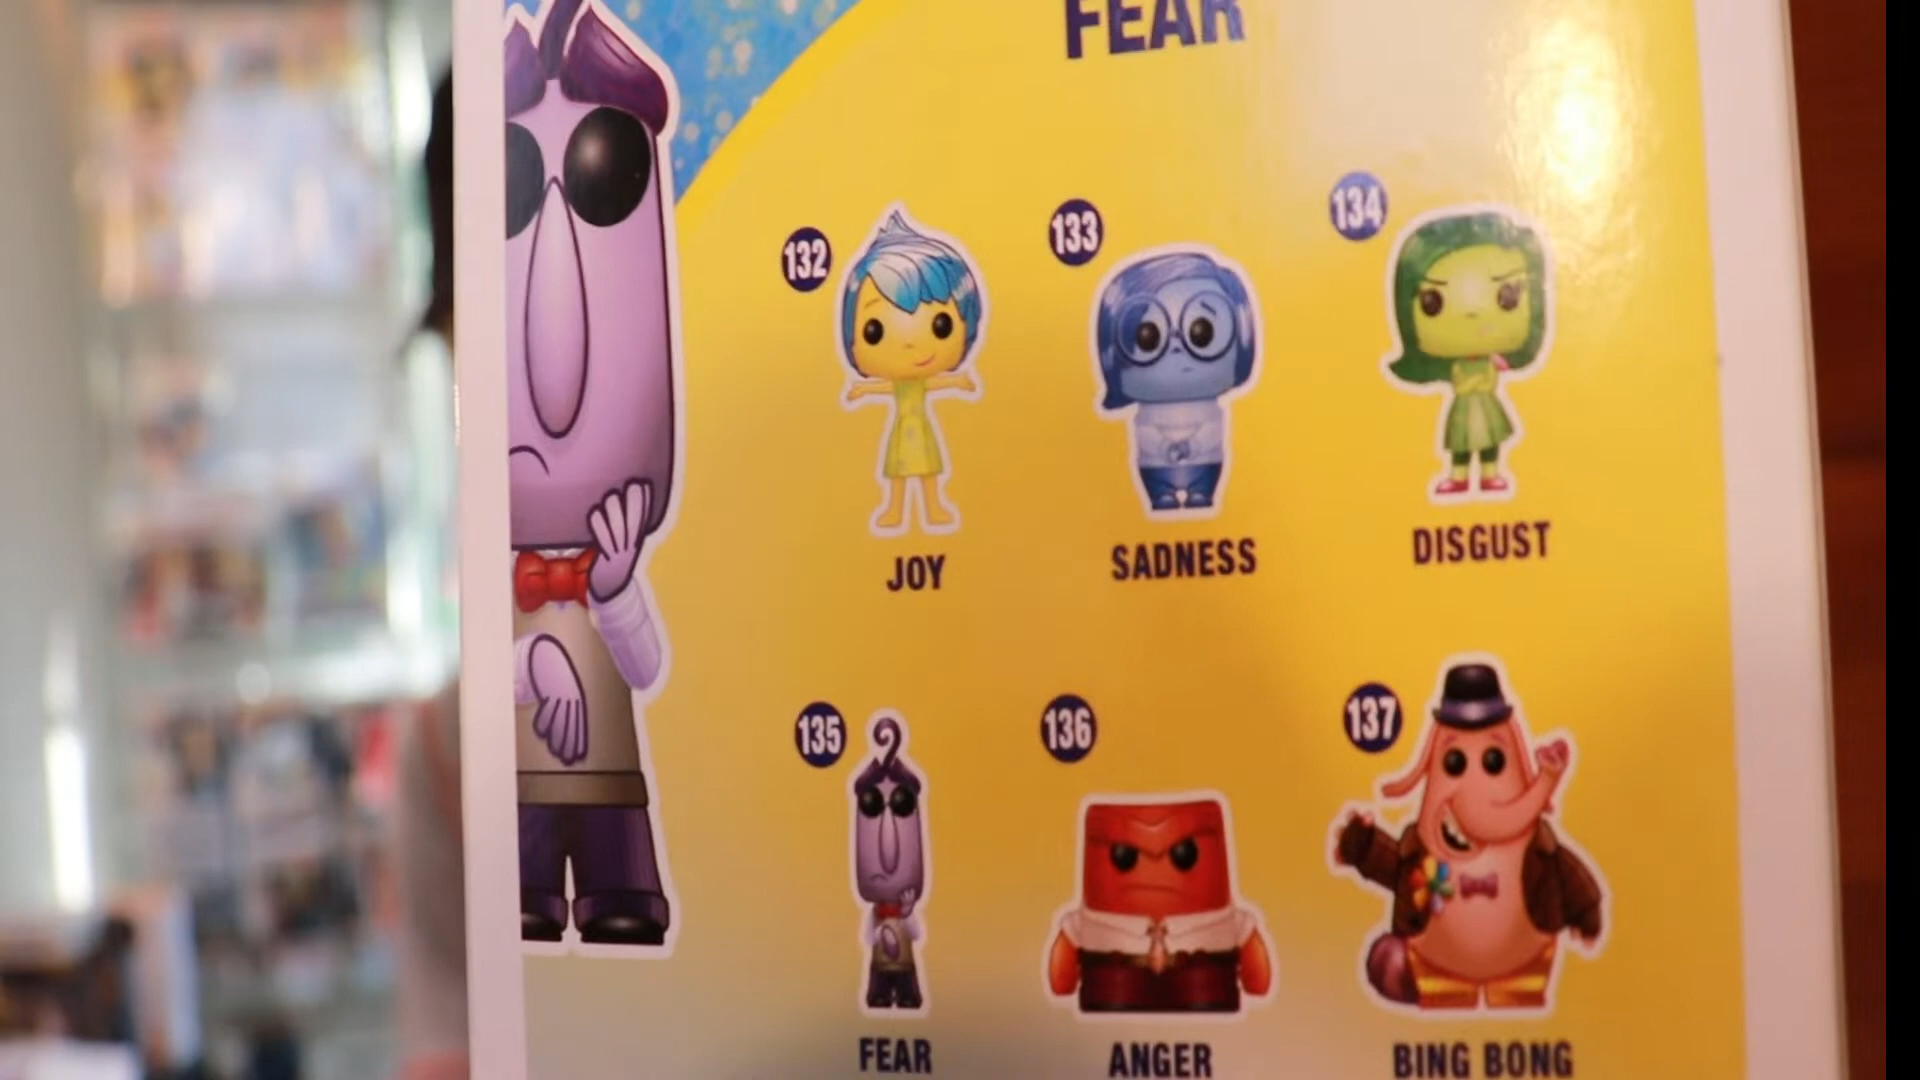 FEAR
132
133
134
JOY
SADNESS
DISGUST
135
136
137
FEAR
ANGER
BING BONG